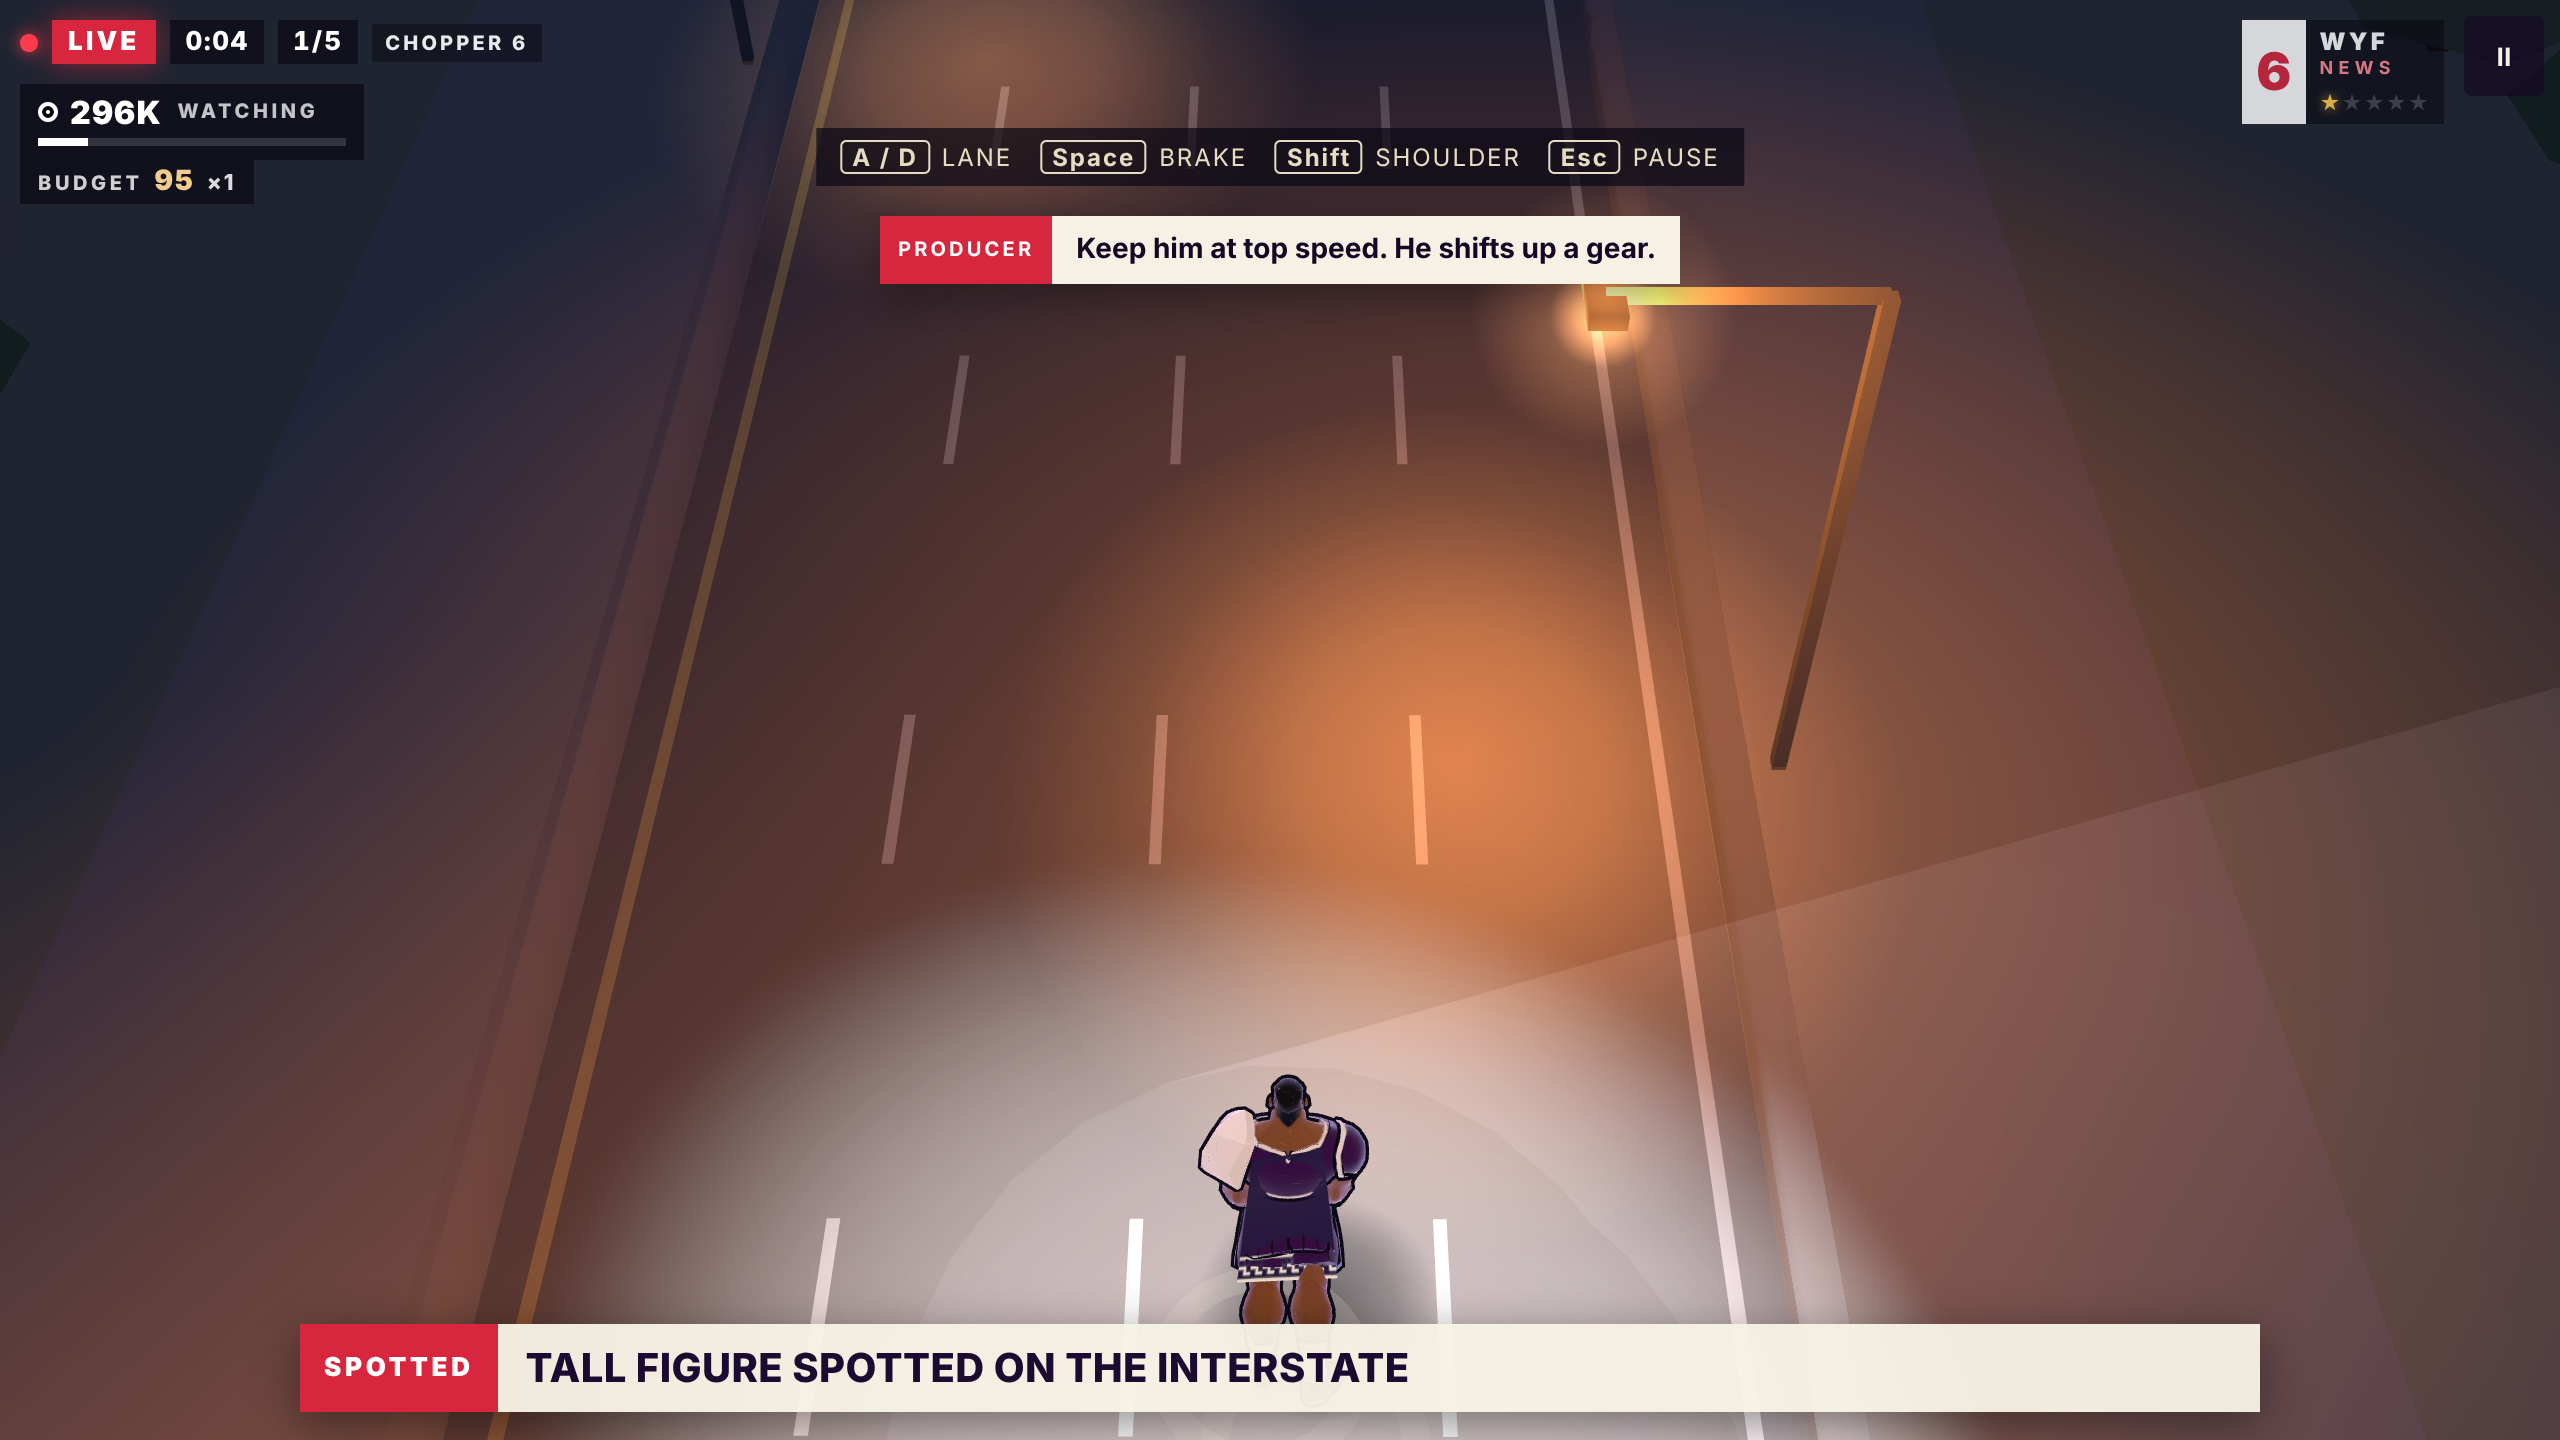 LIVE 0:04 1/5 CHOPPER 6
296K WATCHING
BUDGET 95 ×1
6 WYF
NEWS
★★★★★
A / D LANE Space BRAKE Shift SHOULDER Esc PAUSE
PRODUCER Keep him at top speed. He shifts up a gear.
SPOTTED TALL FIGURE SPOTTED ON THE INTERSTATE